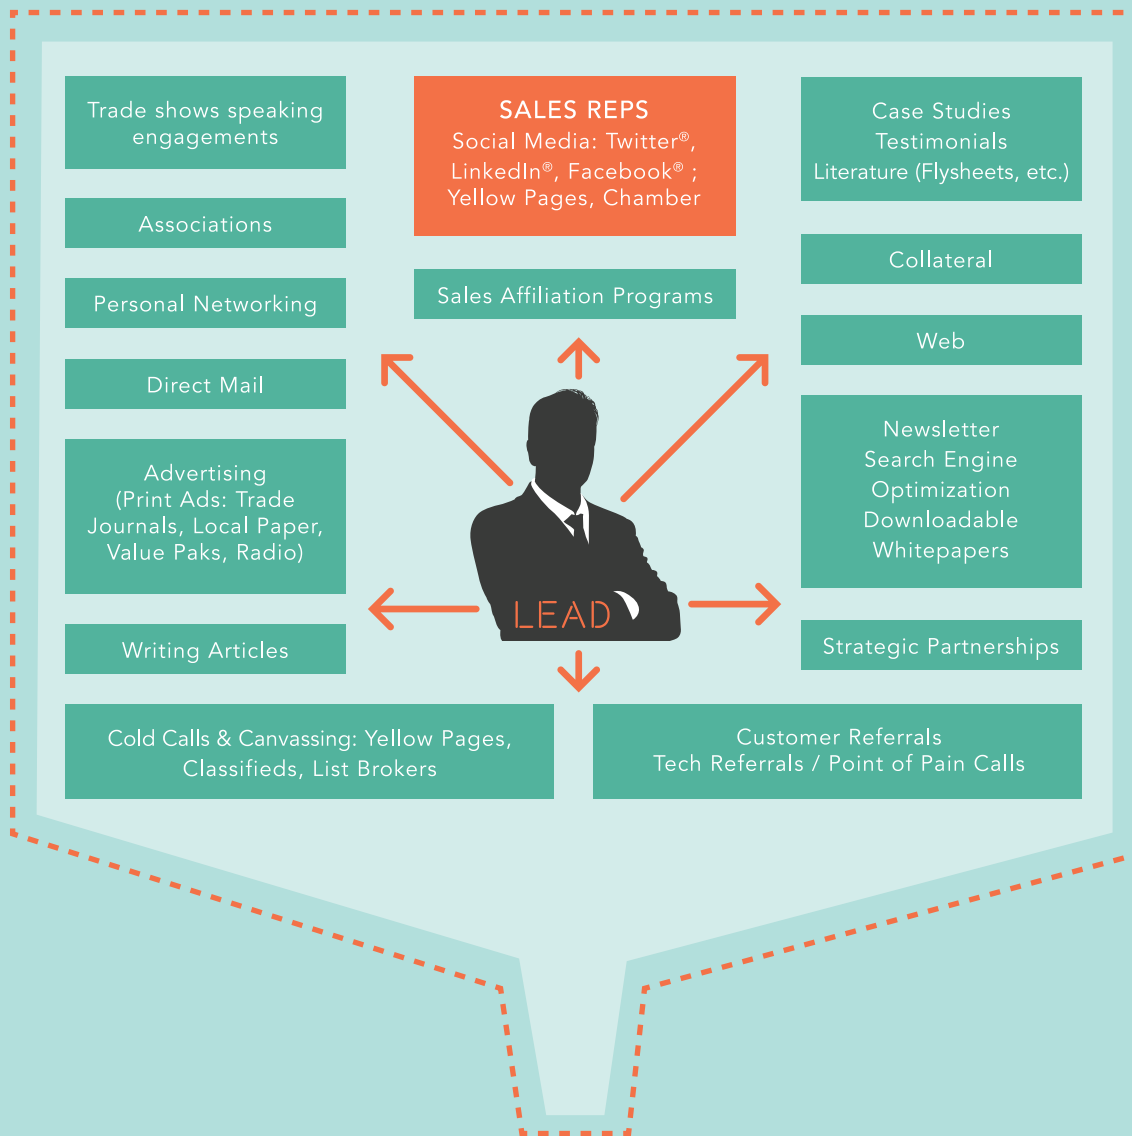 Trade shows speaking
engagements
Associations
Personal Networking
Direct Mail
Advertising
(Print Ads: Trade
Journals, Local Paper,
Value Paks, Radio)
Writing Articles
SALES REPS
Social Media: Twitter®,
LinkedIn®, Facebook® ;
Yellow Pages, Chamber
Sales Affiliation Programs
LEAD
Case Studies
Testimonials
Literature (Flysheets, etc.)
Collateral
Web
Newsletter
Search Engine
Optimization
Downloadable
Whitepapers
Strategic Partnerships
Cold Calls & Canvassing: Yellow Pages,
Classifieds, List Brokers
Customer Referrals
Tech Referrals / Point of Pain Calls